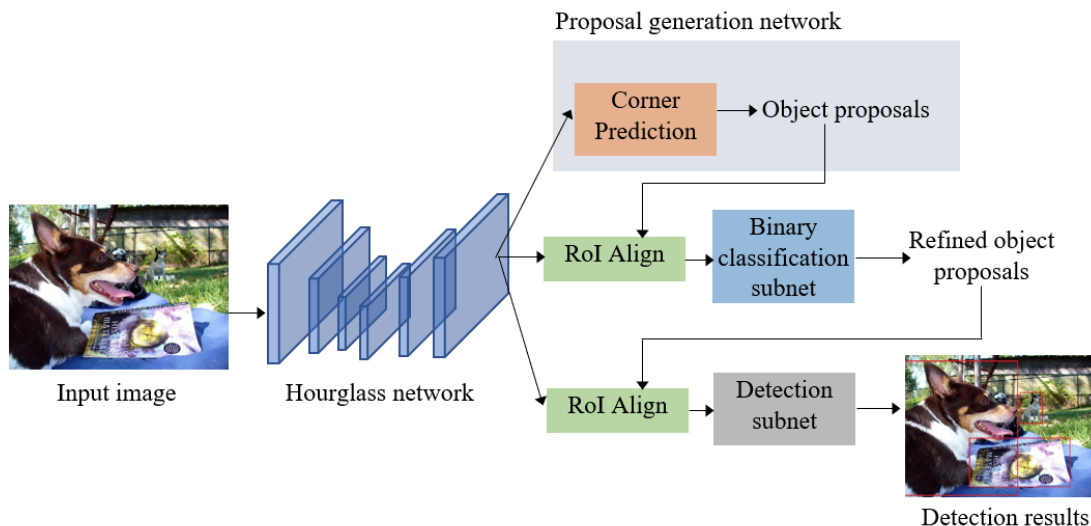 Proposal generation network
Corner
Prediction
Object proposals
RoI Align
Binary
classification
subnet
Refined object
proposals
Input image
Hourglass network
RoI Align
Detection
subnet
Detection results